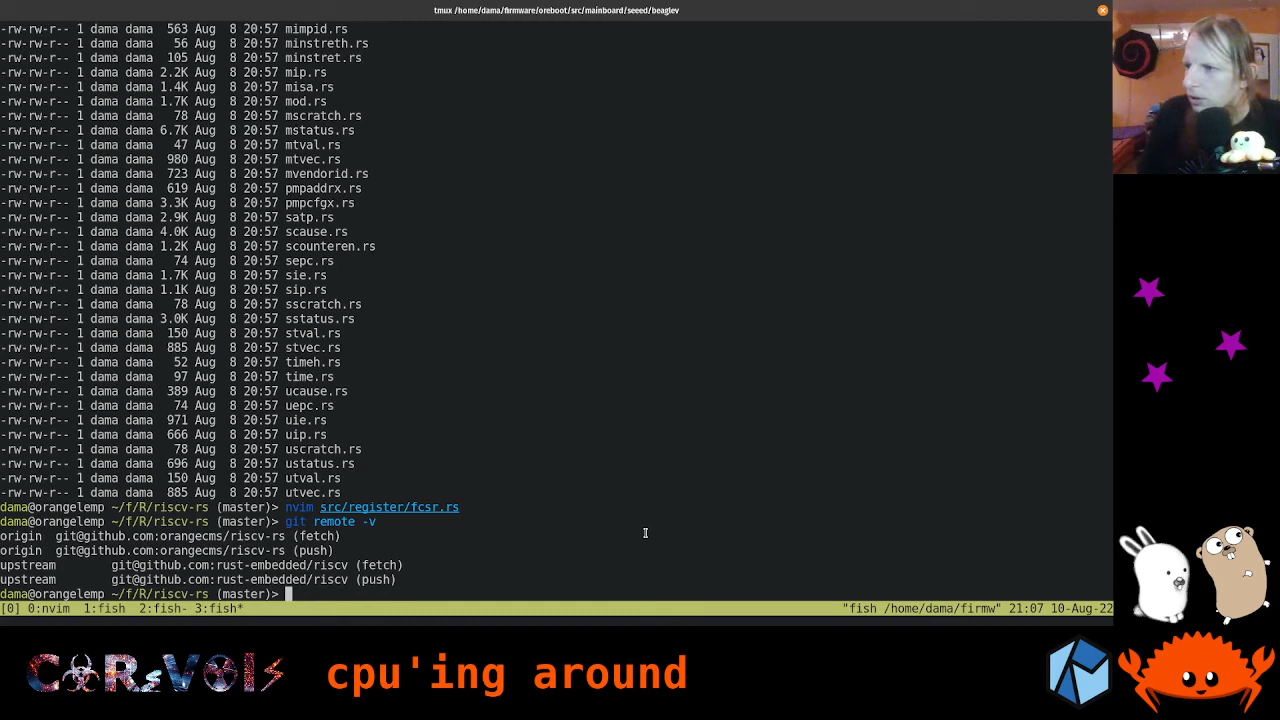 tmux /home/dama/firmware/oreboot/src/mainboard/seeed/beaglev
-rw-rw-r-- 1 dama dama  563 Aug  8 20:57 mimpid.rs
-rw-rw-r-- 1 dama dama   56 Aug  8 20:57 minstreth.rs
-rw-rw-r-- 1 dama dama  105 Aug  8 20:57 minstret.rs
-rw-rw-r-- 1 dama dama 2.2K Aug  8 20:57 mip.rs
-rw-rw-r-- 1 dama dama 1.4K Aug  8 20:57 misa.rs
-rw-rw-r-- 1 dama dama 1.7K Aug  8 20:57 mod.rs
-rw-rw-r-- 1 dama dama   78 Aug  8 20:57 mscratch.rs
-rw-rw-r-- 1 dama dama 6.7K Aug  8 20:57 mstatus.rs
-rw-rw-r-- 1 dama dama   47 Aug  8 20:57 mtval.rs
-rw-rw-r-- 1 dama dama  980 Aug  8 20:57 mtvec.rs
-rw-rw-r-- 1 dama dama  723 Aug  8 20:57 mvendorid.rs
-rw-rw-r-- 1 dama dama  619 Aug  8 20:57 pmpaddrx.rs
-rw-rw-r-- 1 dama dama 3.3K Aug  8 20:57 pmpcfgx.rs
-rw-rw-r-- 1 dama dama 2.9K Aug  8 20:57 satp.rs
-rw-rw-r-- 1 dama dama 4.0K Aug  8 20:57 scause.rs
-rw-rw-r-- 1 dama dama 1.2K Aug  8 20:57 scounteren.rs
-rw-rw-r-- 1 dama dama   74 Aug  8 20:57 sepc.rs
-rw-rw-r-- 1 dama dama 1.7K Aug  8 20:57 sie.rs
-rw-rw-r-- 1 dama dama 1.1K Aug  8 20:57 sip.rs
-rw-rw-r-- 1 dama dama   78 Aug  8 20:57 sscratch.rs
-rw-rw-r-- 1 dama dama 3.0K Aug  8 20:57 sstatus.rs
-rw-rw-r-- 1 dama dama  150 Aug  8 20:57 stval.rs
-rw-rw-r-- 1 dama dama  885 Aug  8 20:57 stvec.rs
-rw-rw-r-- 1 dama dama   52 Aug  8 20:57 timeh.rs
-rw-rw-r-- 1 dama dama   97 Aug  8 20:57 time.rs
-rw-rw-r-- 1 dama dama  389 Aug  8 20:57 ucause.rs
-rw-rw-r-- 1 dama dama   74 Aug  8 20:57 uepc.rs
-rw-rw-r-- 1 dama dama  971 Aug  8 20:57 uie.rs
-rw-rw-r-- 1 dama dama  666 Aug  8 20:57 uip.rs
-rw-rw-r-- 1 dama dama   78 Aug  8 20:57 uscratch.rs
-rw-rw-r-- 1 dama dama  696 Aug  8 20:57 ustatus.rs
-rw-rw-r-- 1 dama dama  150 Aug  8 20:57 utval.rs
-rw-rw-r-- 1 dama dama  885 Aug  8 20:57 utvec.rs
dama@orangelemp ~/f/R/riscv-rs (master)> nvim src/register/fcsr.rs
dama@orangelemp ~/f/R/riscv-rs (master)> git remote -v
origin  git@github.com:orangecms/riscv-rs (fetch)
origin  git@github.com:orangecms/riscv-rs (push)
upstream        git@github.com:rust-embedded/riscv (fetch)
upstream        git@github.com:rust-embedded/riscv (push)
dama@orangelemp ~/f/R/riscv-rs (master)>
[0] 0:nvim  1:fish  2:fish- 3:fish* "fish /home/dama/firmw" 21:07 10-Aug-22
cpu'ing around